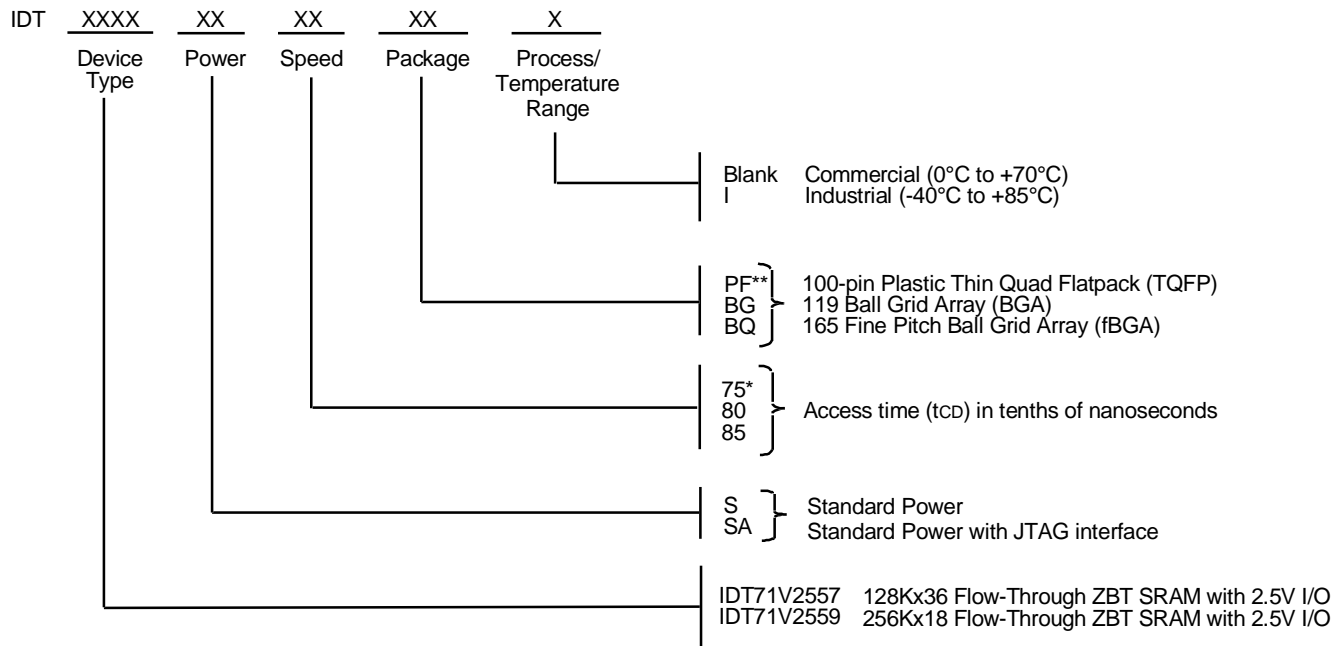 IDT XXXX XX XX XX X
Device Type Power Speed Package Process/ Temperature Range
Blank Commercial (0°C to +70°C)
I Industrial (-40°C to +85°C)
PF** 100-pin Plastic Thin Quad Flatpack (TQFP)
BG 119 Ball Grid Array (BGA)
BQ 165 Fine Pitch Ball Grid Array (fBGA)
75*
80 Access time (tCD) in tenths of nanoseconds
85
S Standard Power
SA Standard Power with JTAG interface
IDT71V2557 128Kx36 Flow-Through ZBT SRAM with 2.5V I/O
IDT71V2559 256Kx18 Flow-Through ZBT SRAM with 2.5V I/O